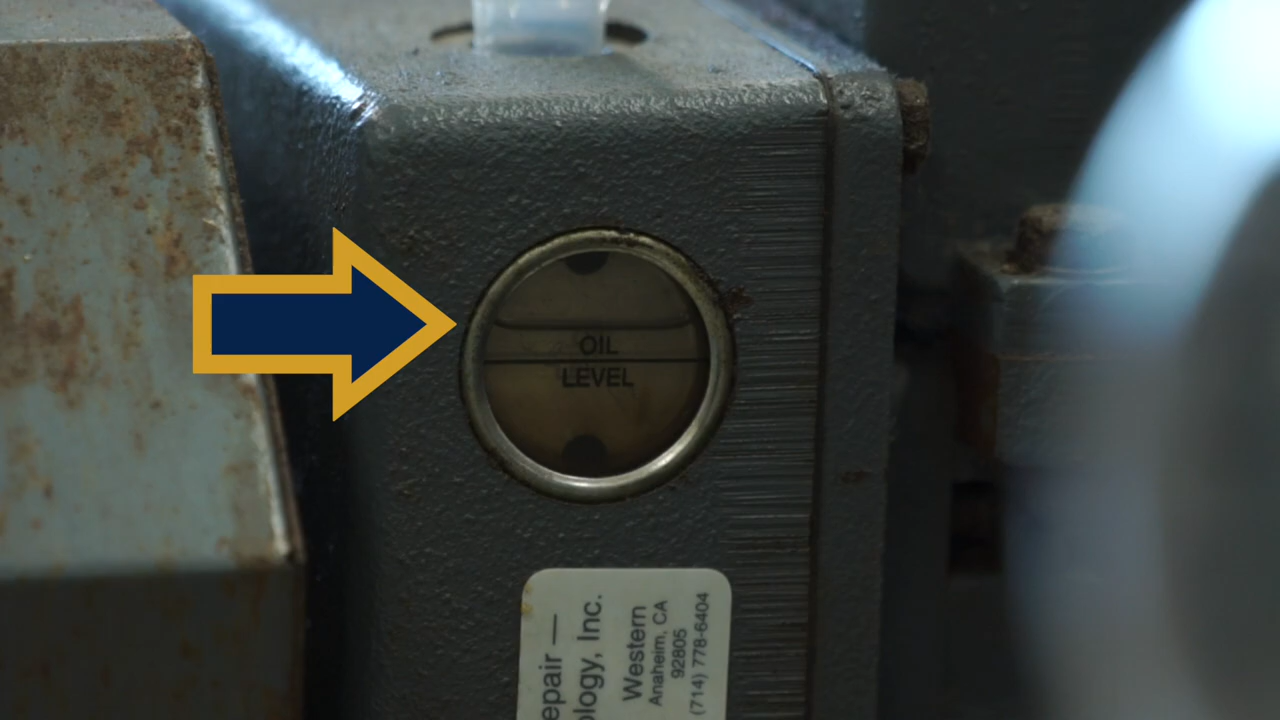 OIL
LEVEL
epair —
ology, Inc.
Western
Anaheim, CA
92805
(714) 778-6404